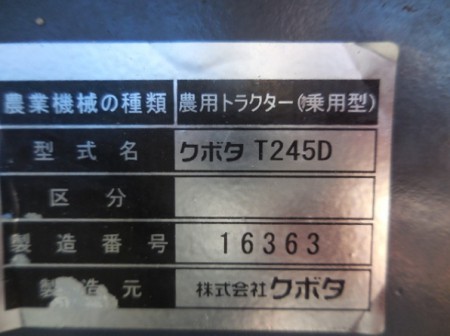 農業機械の種類 農用トラクター(乗用型)
型式名 クボタ T245D
区分
製造番号 16363
製造元 株式会社クボタ